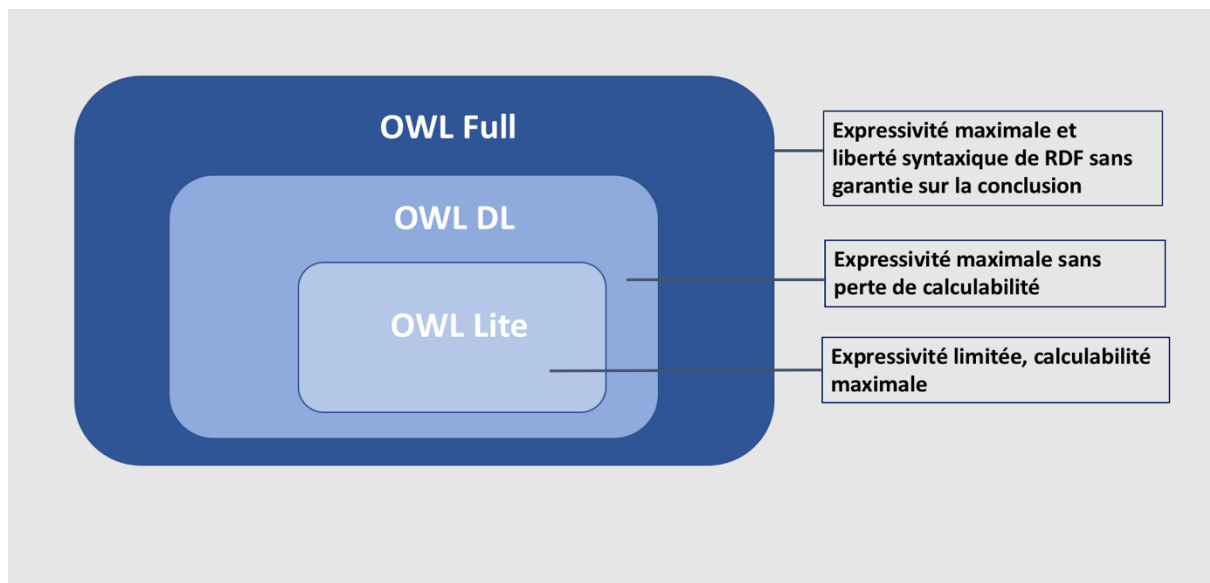 OWL Full
OWL DL
OWL Lite
Expressivité maximale et
liberté syntaxique de RDF sans
garantie sur la conclusion
Expressivité maximale sans
perte de calculabilité
Expressivité limitée, calculabilité
maximale